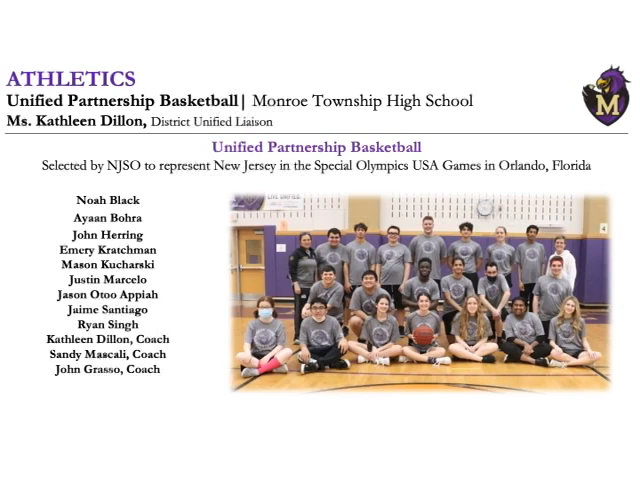 ATHLETICS
Unified Partnership Basketball| Monroe Township High School
Ms. Kathleen Dillon, District Unified Liaison
M
Unified Partnership Basketball
Selected by NJSO to represent New Jersey in the Special Olympics USA Games in Orlando, Florida
Noah Black
Ayaan Bohra
John Herring
Emery Kratchman
Mason Kucharski
Justin Marcelo
Jason Otoo Appiah
Jaime Santiago
Ryan Singh
Kathleen Dillon, Coach
Sandy Mascali, Coach
John Grasso, Coach